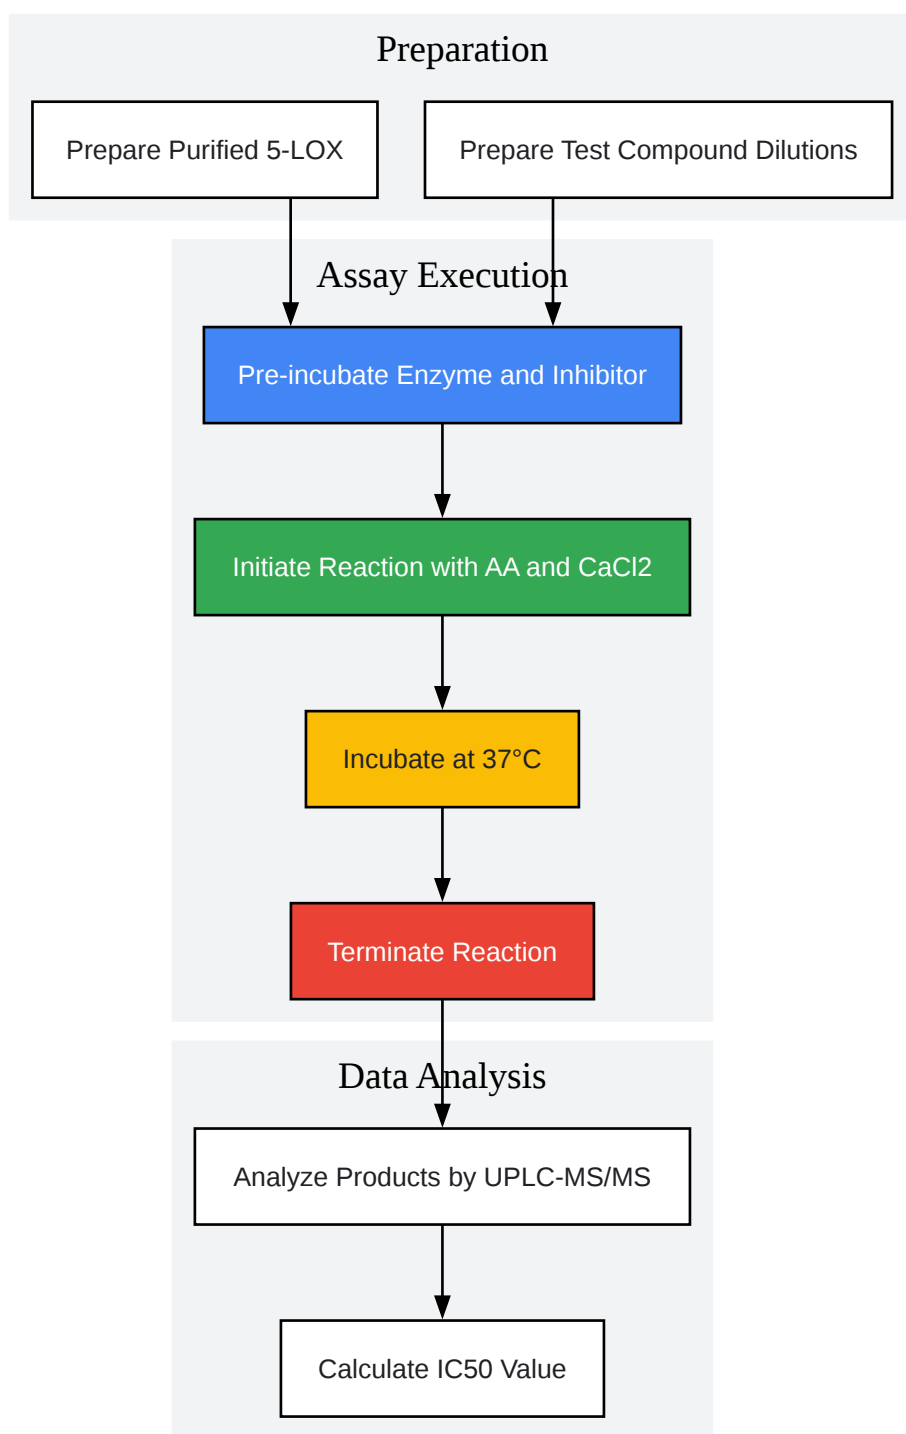 Preparation
Prepare Purified 5-LOX
Prepare Test Compound Dilutions
Assay Execution
Pre-incubate Enzyme and Inhibitor
Initiate Reaction with AA and CaCl2
Incubate at 37°C
Terminate Reaction
Data Analysis
Analyze Products by UPLC-MS/MS
Calculate IC50 Value